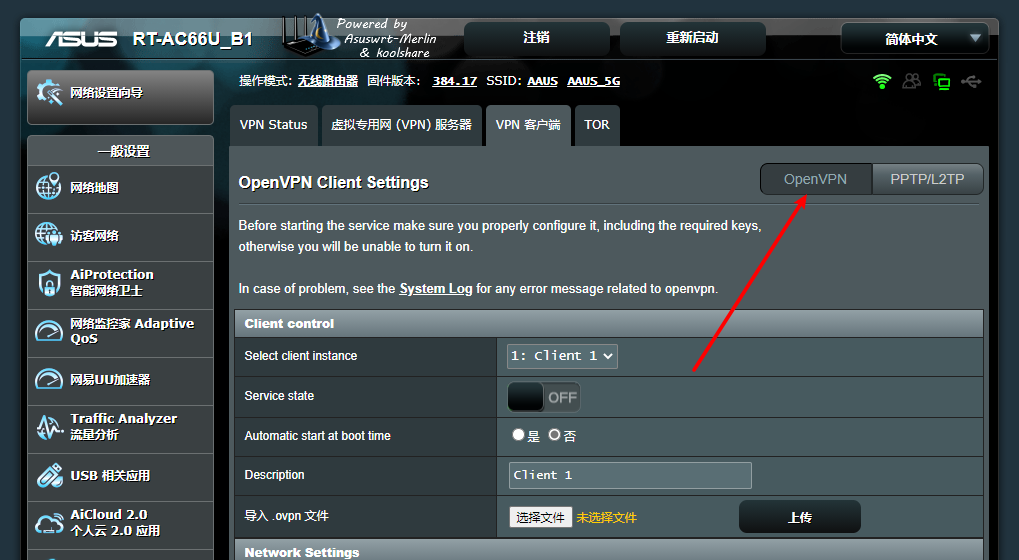 ASUS RT-AC66U_B1
Powered by
Asuswrt-Merlin
& koolshare
注销
重新启动
简体中文
操作模式: 无线路由器 固件版本: 384.17 SSID: AAUS AAUS_5G
网络设置向导
一般设置
网络地图
访客网络
AiProtection
智能网络卫士
网络监控家 Adaptive
QoS
网易UU加速器
Traffic Analyzer
流量分析
USB 相关应用
AiCloud 2.0
个人云 2.0 应用
VPN Status
虚拟专用网 (VPN) 服务器
VPN 客户端
TOR
OpenVPN Client Settings
OpenVPN
PPTP/L2TP
Before starting the service make sure you properly configure it, including the required keys,
otherwise you will be unable to turn it on.
In case of problem, see the System Log for any error message related to openvpn.
Client control
Select client instance
1: Client 1
Service state
OFF
Automatic start at boot time
是 否
Description
Client 1
导入 .ovpn 文件
选择文件 未选择文件
上传
Network Settings